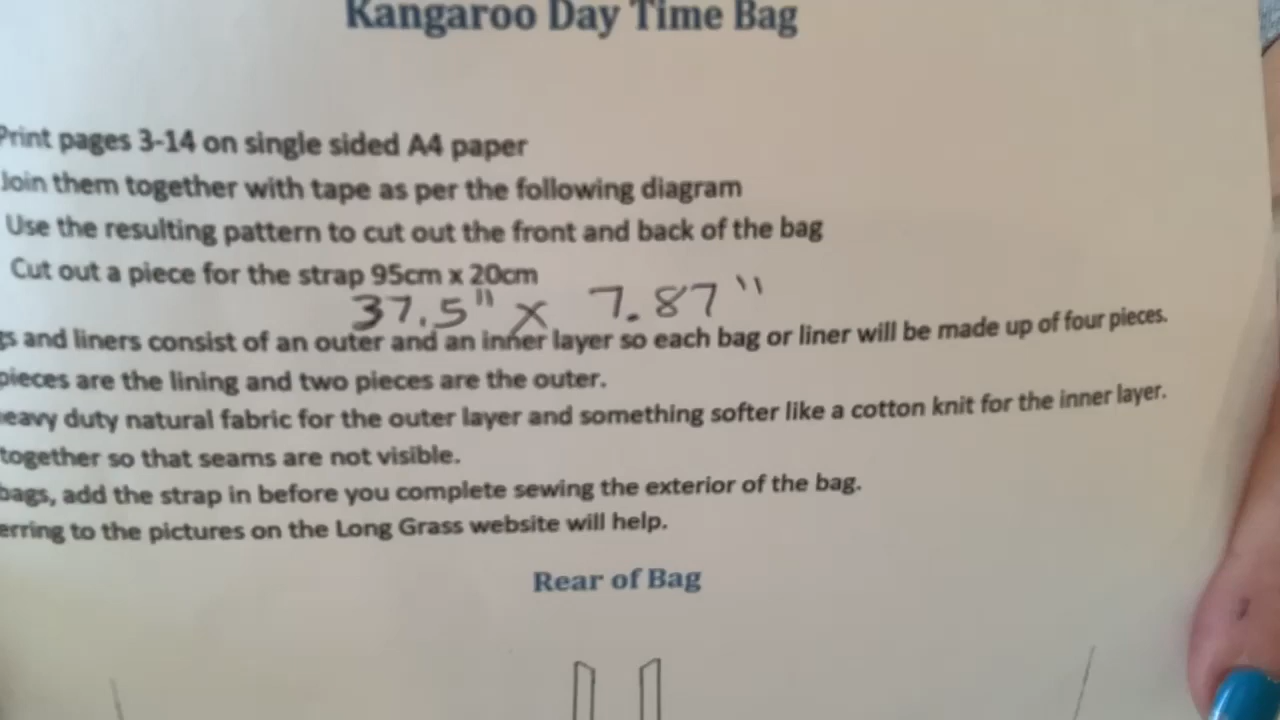 Kangaroo Day Time Bag
Print pages 3-14 on single sided A4 paper
Join them together with tape as per the following diagram
Use the resulting pattern to cut out the front and back of the bag
Cut out a piece for the strap 95cm x 20cm
37.5" x 7.87"
and liners consist of an outer and an inner layer so each bag or liner will be made up of four pieces.
pieces are the lining and two pieces are the outer.
duty natural fabric for the outer layer and something softer like a cotton knit for the inner layer.
together so that seams are not visible.
bags, add the strap in before you complete sewing the exterior of the bag.
to the pictures on the Long Grass website will help.
Rear of Bag